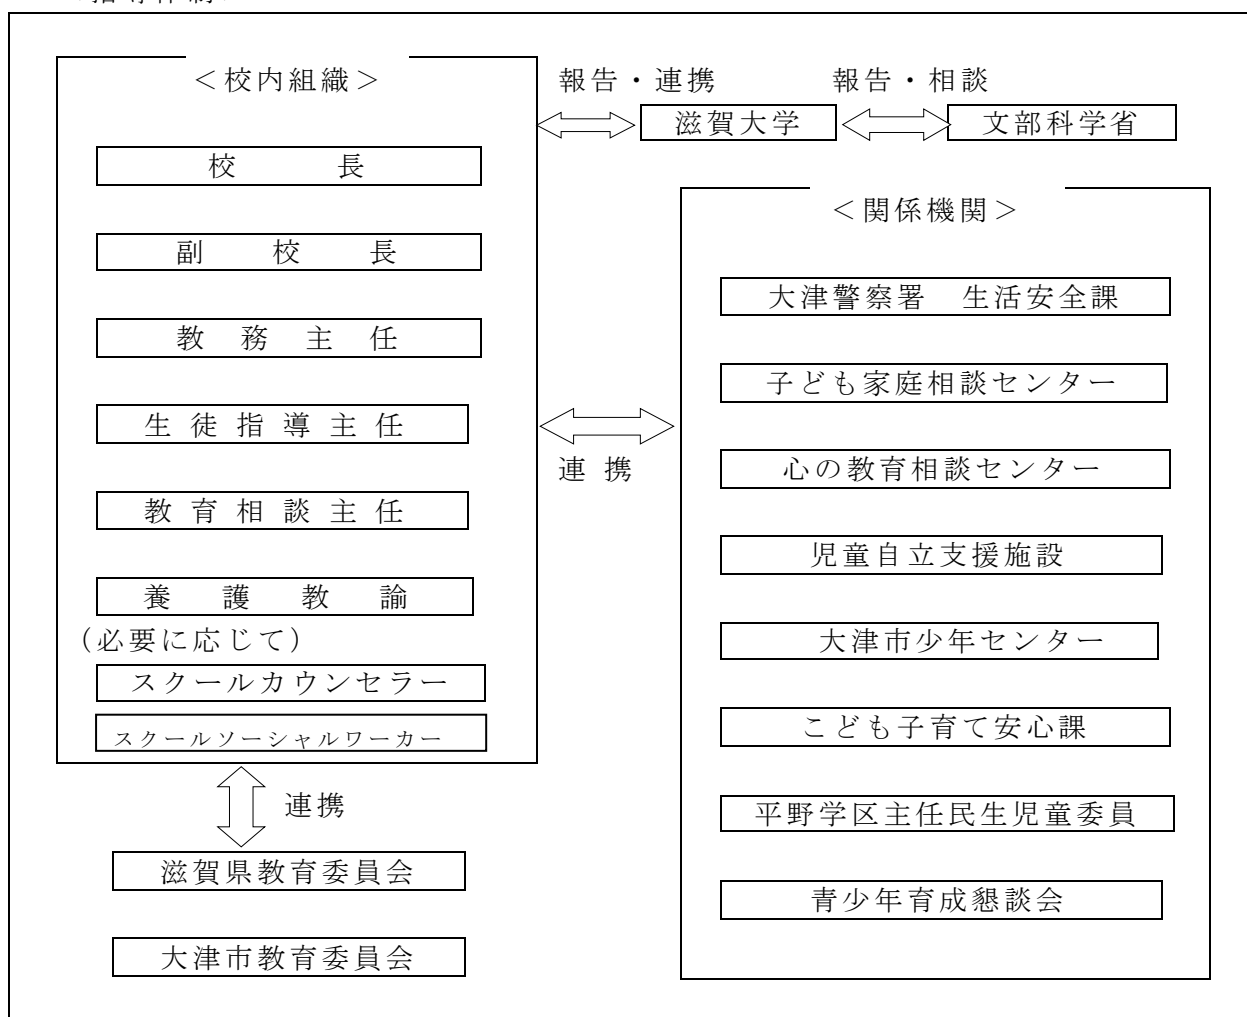 ＜校内組織＞
校　　　長
副　校　長
教　務　主　任
生徒指導主任
教育相談主任
養　護　教　諭
（必要に応じて）
スクールカウンセラー
スクールソーシャルワーカー
連携
滋賀県教育委員会
大津市教育委員会
報告・連携
報告・相談
滋賀大学
文部科学省
連 携
＜関係機関＞
大津警察署　生活安全課
子ども家庭相談センター
心の教育相談センター
児童自立支援施設
大津市少年センター
こども子育て安心課
平野学区主任民生児童委員
青少年育成懇談会